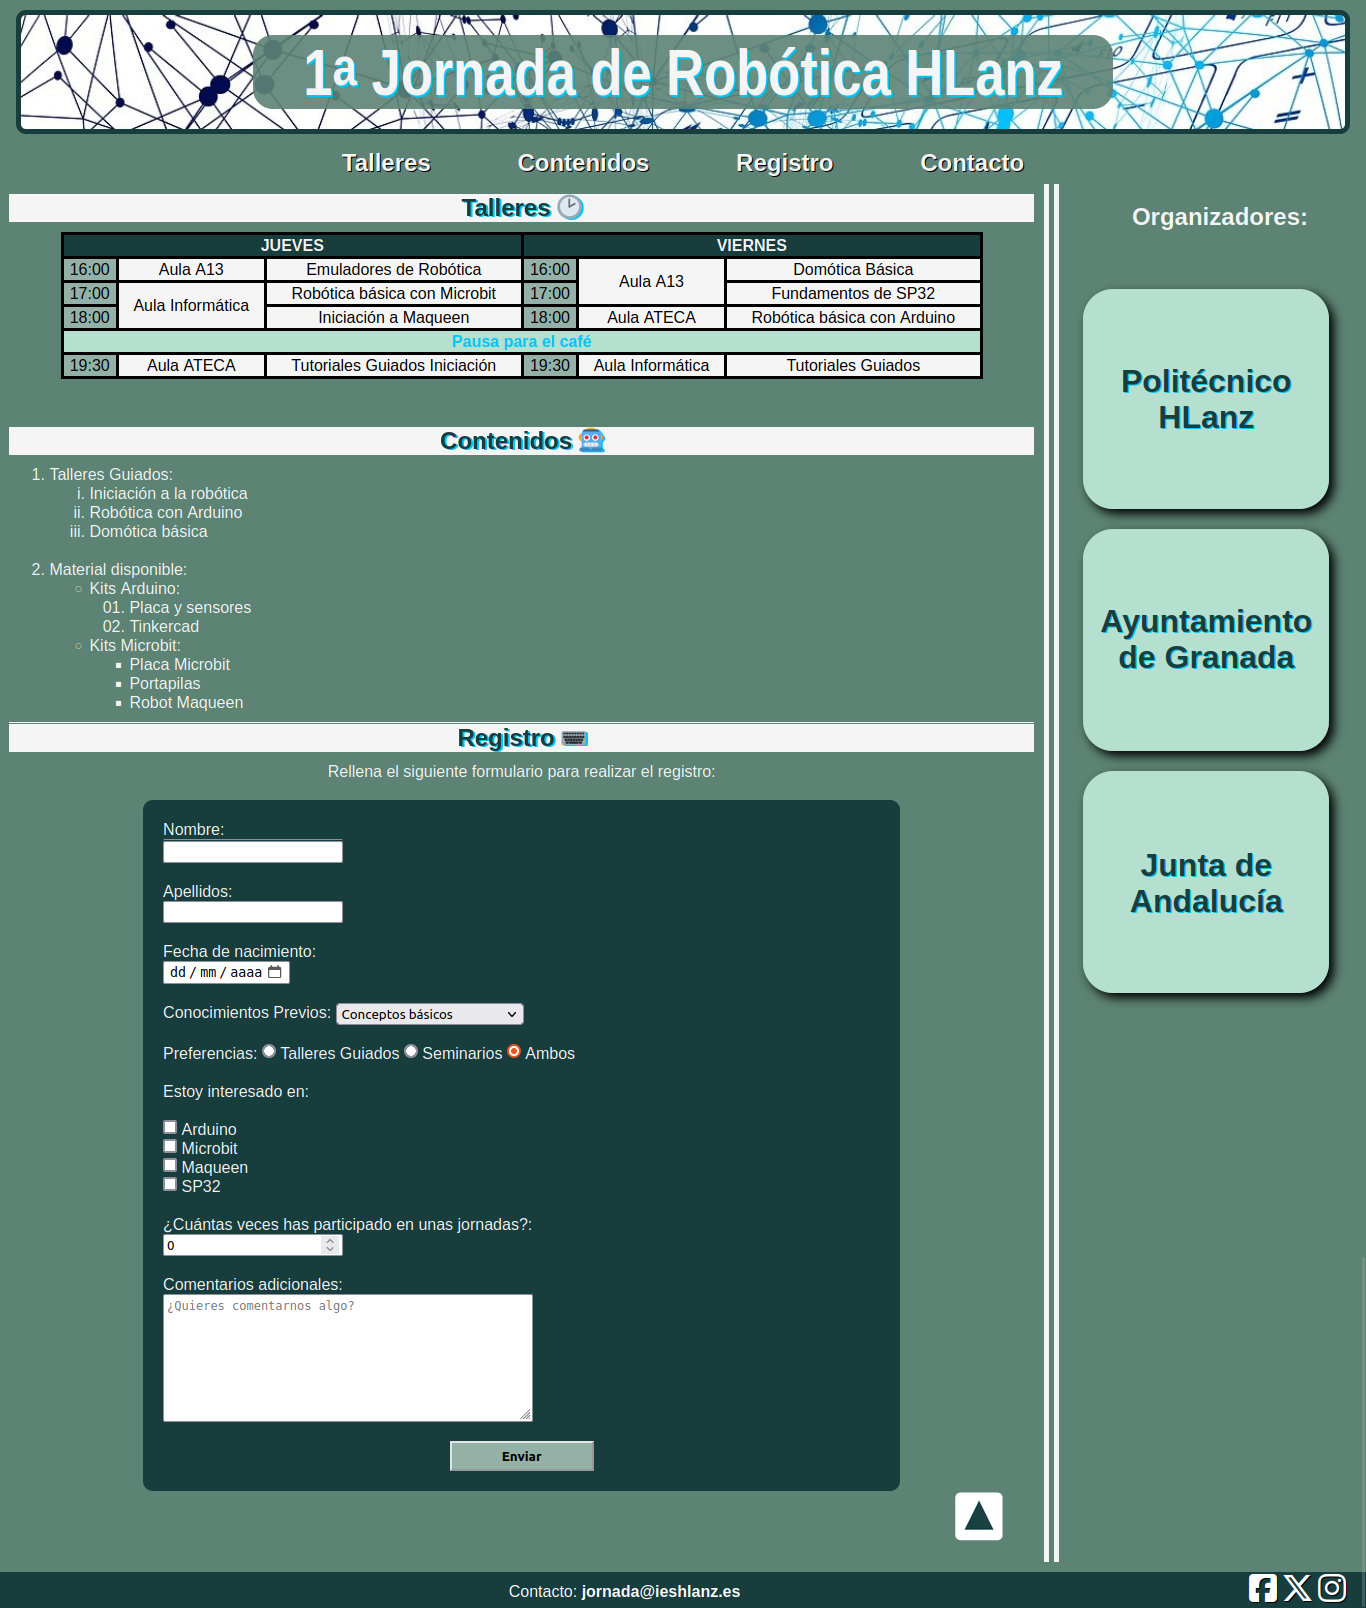 1ª Jornada de Robótica HLanz
Talleres Contenidos Registro Contacto
Talleres 🕑
JUEVES VIERNES
16:00 Aula A13 Emuladores de Robótica 16:00 Aula A13 Domótica Básica
17:00 Aula Informática Robótica básica con Microbit 17:00 Fundamentos de SP32
18:00 Iniciación a Maqueen 18:00 Aula ATECA Robótica básica con Arduino
Pausa para el café
19:30 Aula ATECA Tutoriales Guiados Iniciación 19:30 Aula Informática Tutoriales Guiados
Contenidos 🤖
1. Talleres Guiados:
i. Iniciación a la robótica
ii. Robótica con Arduino
iii. Domótica básica
2. Material disponible:
○ Kits Arduino:
01. Placa y sensores
02. Tinkercad
○ Kits Microbit:
▪ Placa Microbit
▪ Portapilas
▪ Robot Maqueen
Registro ⌨
Rellena el siguiente formulario para realizar el registro:
Nombre:
Apellidos:
Fecha de nacimiento:
dd / mm / aaaa
Conocimientos Previos: Conceptos básicos
Preferencias: Talleres Guiados Seminarios Ambos
Estoy interesado en:
Arduino
Microbit
Maqueen
SP32
¿Cuántas veces has participado en unas jornadas?:
0
Comentarios adicionales:
¿Quieres comentarnos algo?
Enviar
Organizadores:
Politécnico
HLanz
Ayuntamiento
de Granada
Junta de
Andalucía
Contacto: jornada@ieshlanz.es